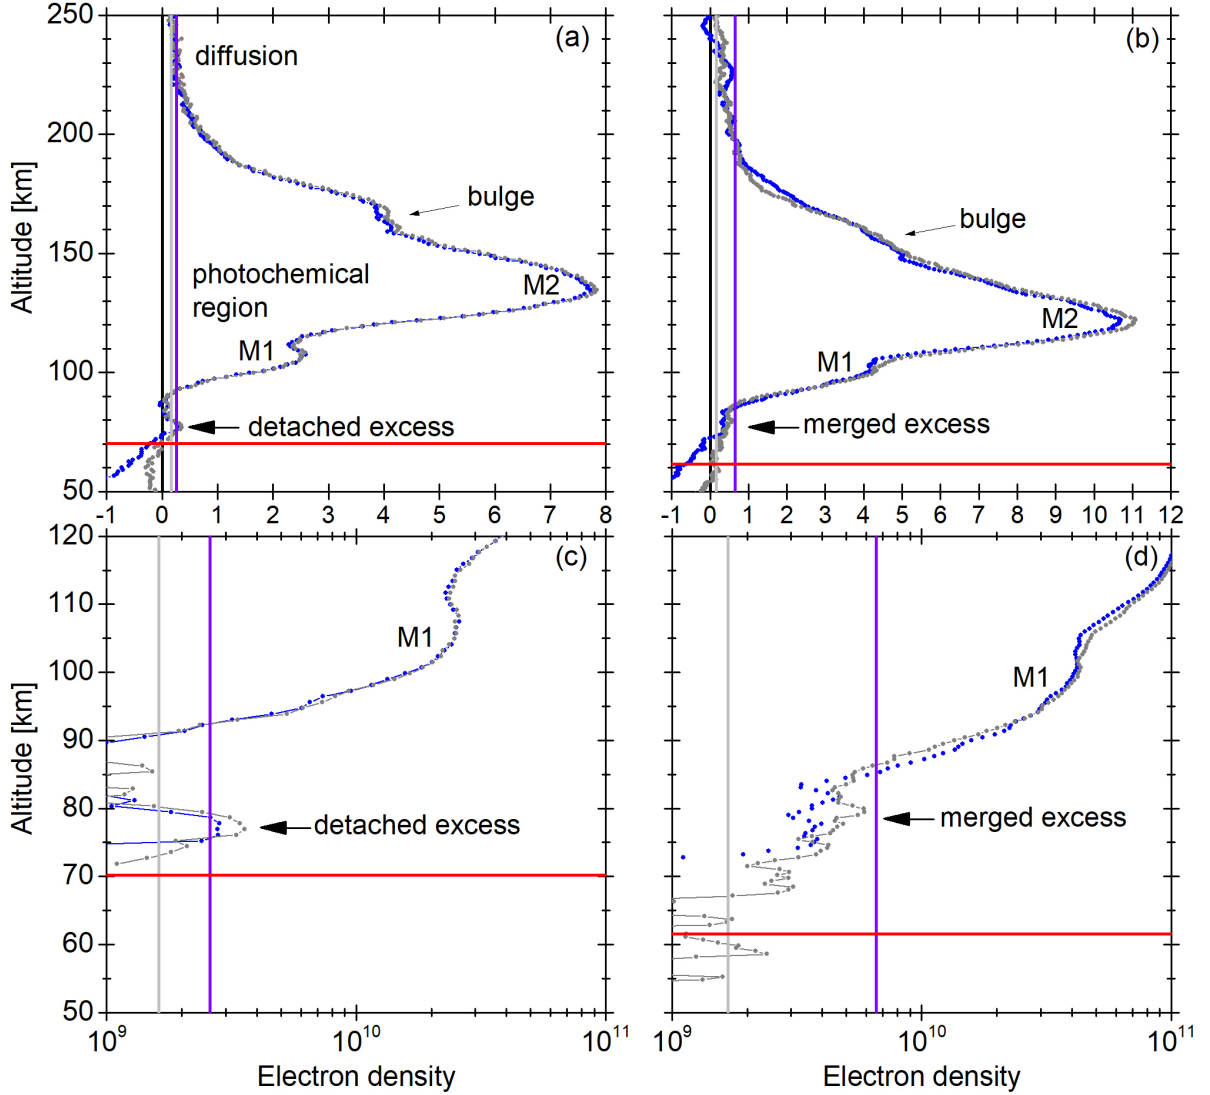 250
200
150
100
50
Altitude [km]
(a)
diffusion
bulge
photochemical
region
M2
M1
detached excess
-1 0 1 2 3 4 5 6 7 8
(b)
bulge
M2
M1
merged excess
-1 0 1 2 3 4 5 6 7 8 9 10 11 12
120
110
100
90
80
70
60
50
Altitude [km]
(c)
M1
detached excess
10^9 10^10 10^11
Electron density
(d)
M1
merged excess
10^9 10^10 10^11
Electron density